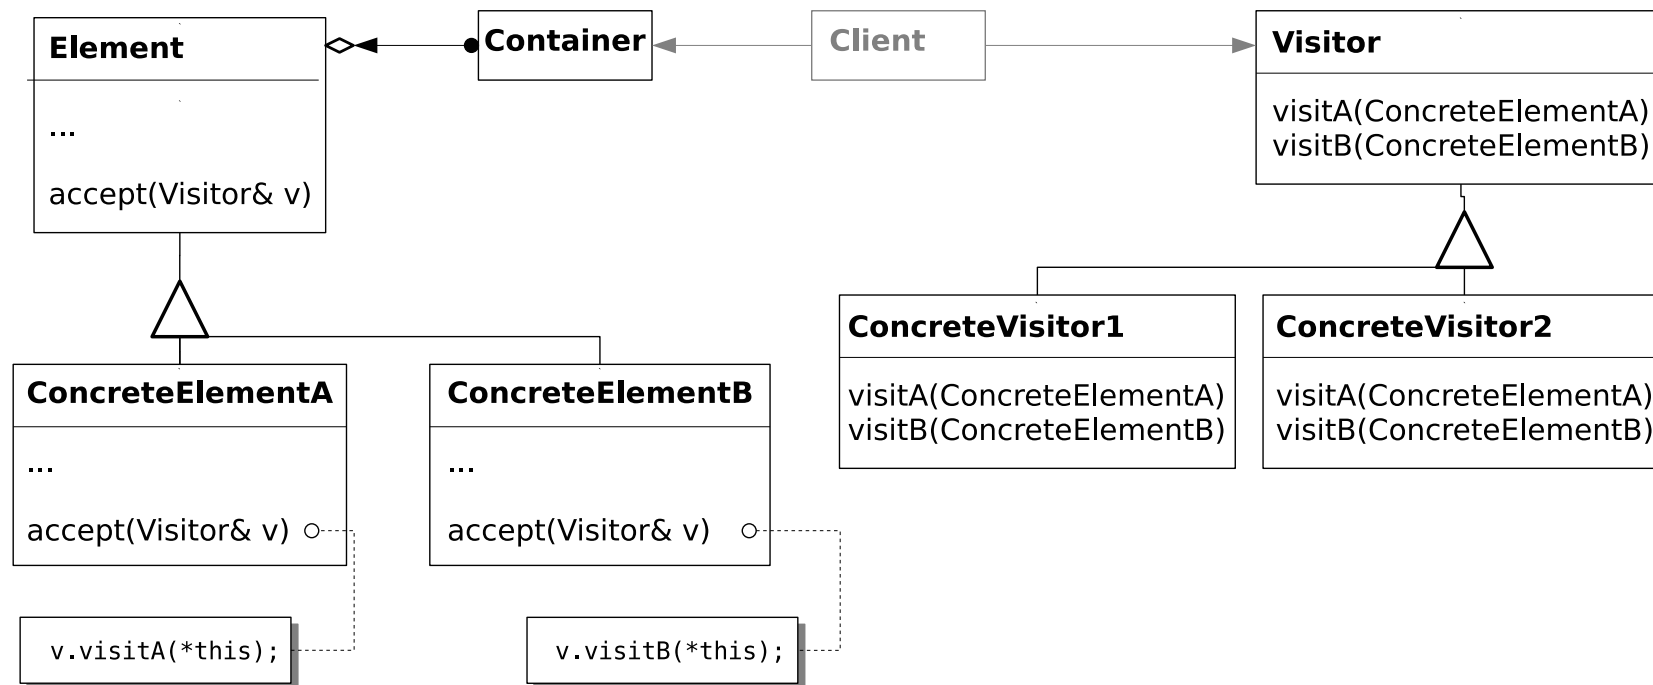 Element
...
accept(Visitor& v)
Container
Client
Visitor
visitA(ConcreteElementA)
visitB(ConcreteElementB)
ConcreteElementA
...
accept(Visitor& v)
v.visitA(*this);
ConcreteElementB
...
accept(Visitor& v)
v.visitB(*this);
ConcreteVisitor1
visitA(ConcreteElementA)
visitB(ConcreteElementB)
ConcreteVisitor2
visitA(ConcreteElementA)
visitB(ConcreteElementB)